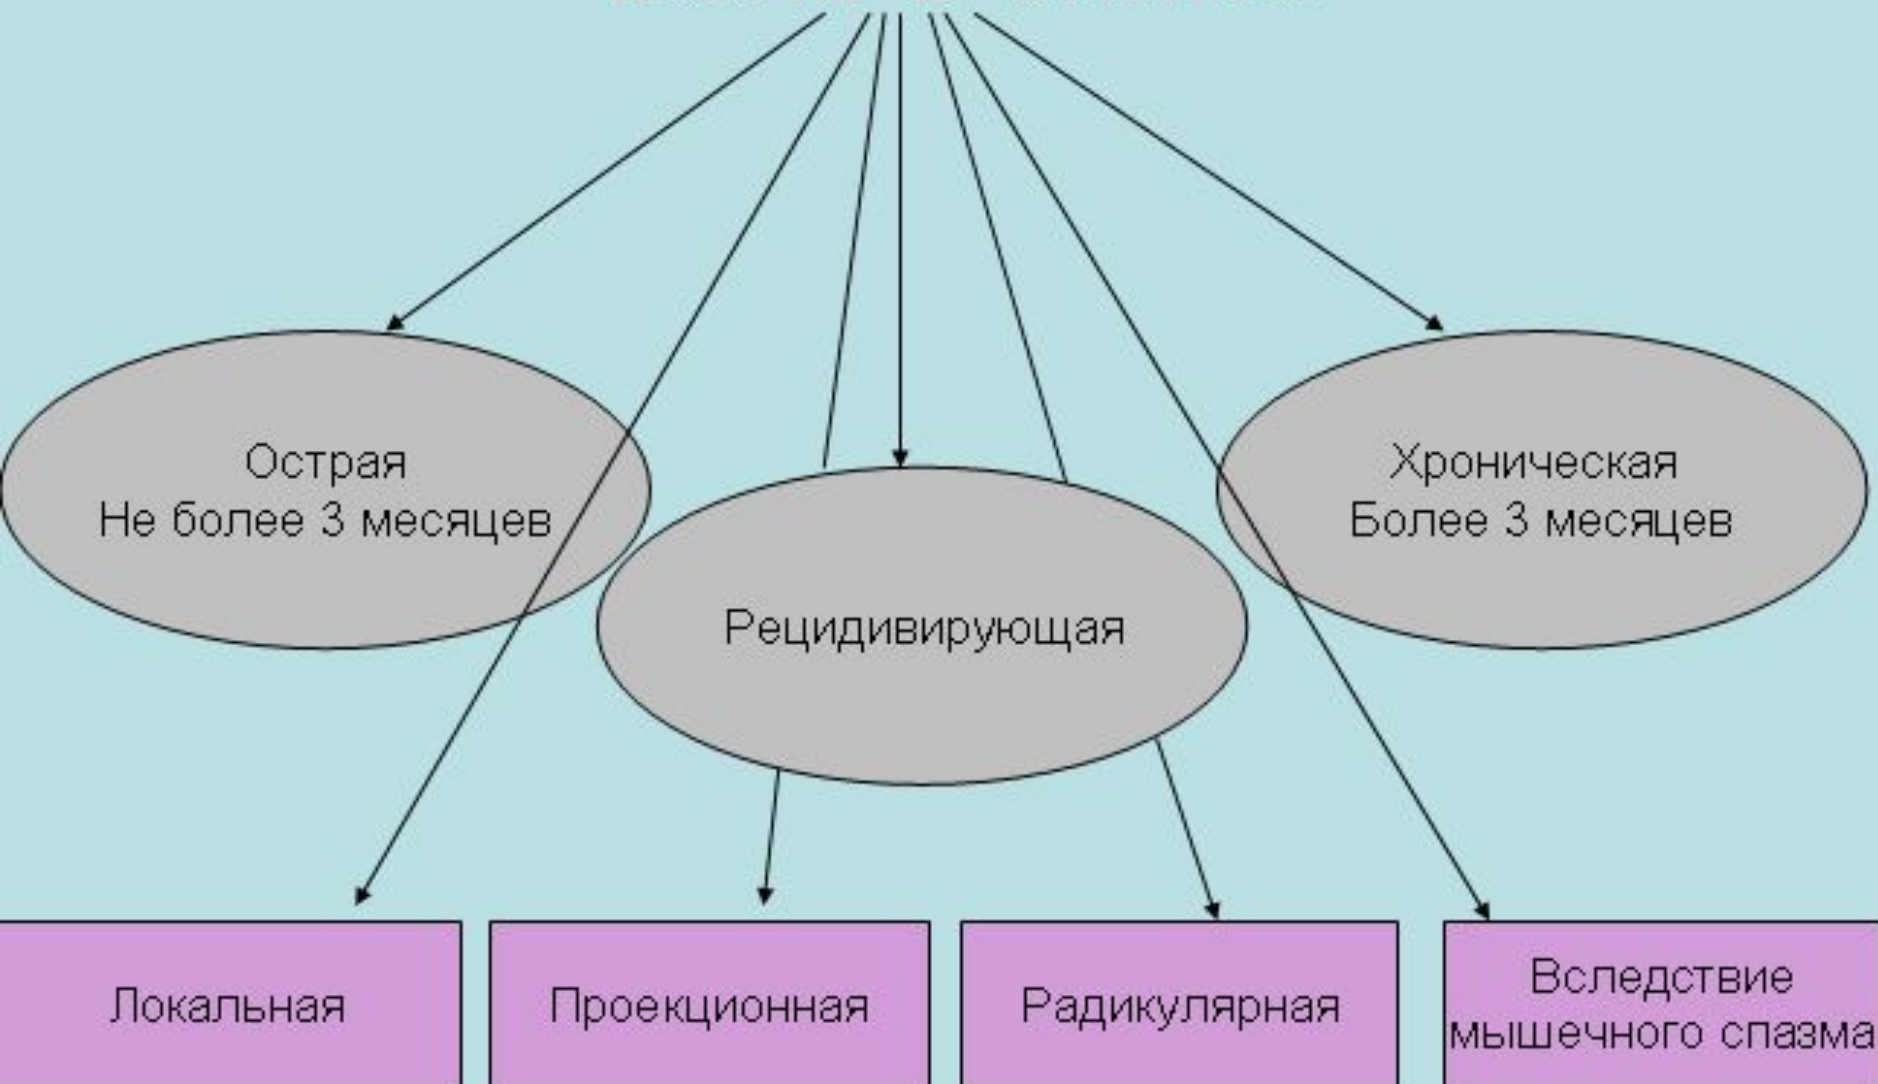 Острая
Не более 3 месяцев
Хроническая
Более 3 месяцев
Рецидивирующая
Локальная
Проекционная
Радикулярная
Вследствие
мышечного спазма